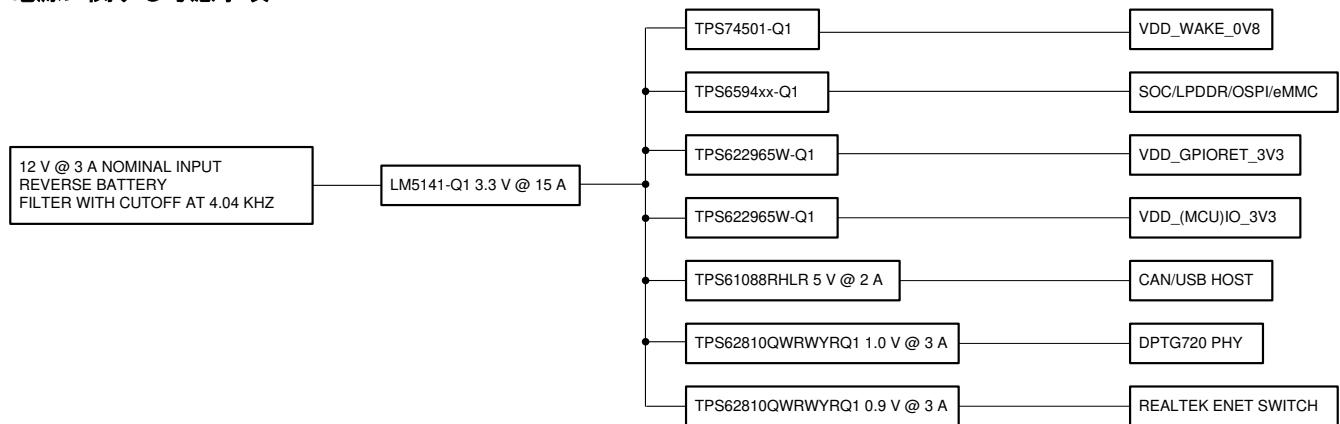 12 V @ 3 A NOMINAL INPUT
REVERSE BATTERY
FILTER WITH CUTOFF AT 4.04 KHZ
LM5141-Q1 3.3 V @ 15 A
TPS74501-Q1
VDD_WAKE_0V8
TPS6594xx-Q1
SOC/LPDDR/OSPI/eMMC
TPS622965W-Q1
VDD_GPIORET_3V3
TPS622965W-Q1
VDD_(MCU)IO_3V3
TPS61088RHLR 5 V @ 2 A
CAN/USB HOST
TPS62810QWRWYRQ1 1.0 V @ 3 A
DPTG720 PHY
TPS62810QWRWYRQ1 0.9 V @ 3 A
REALTEK ENET SWITCH